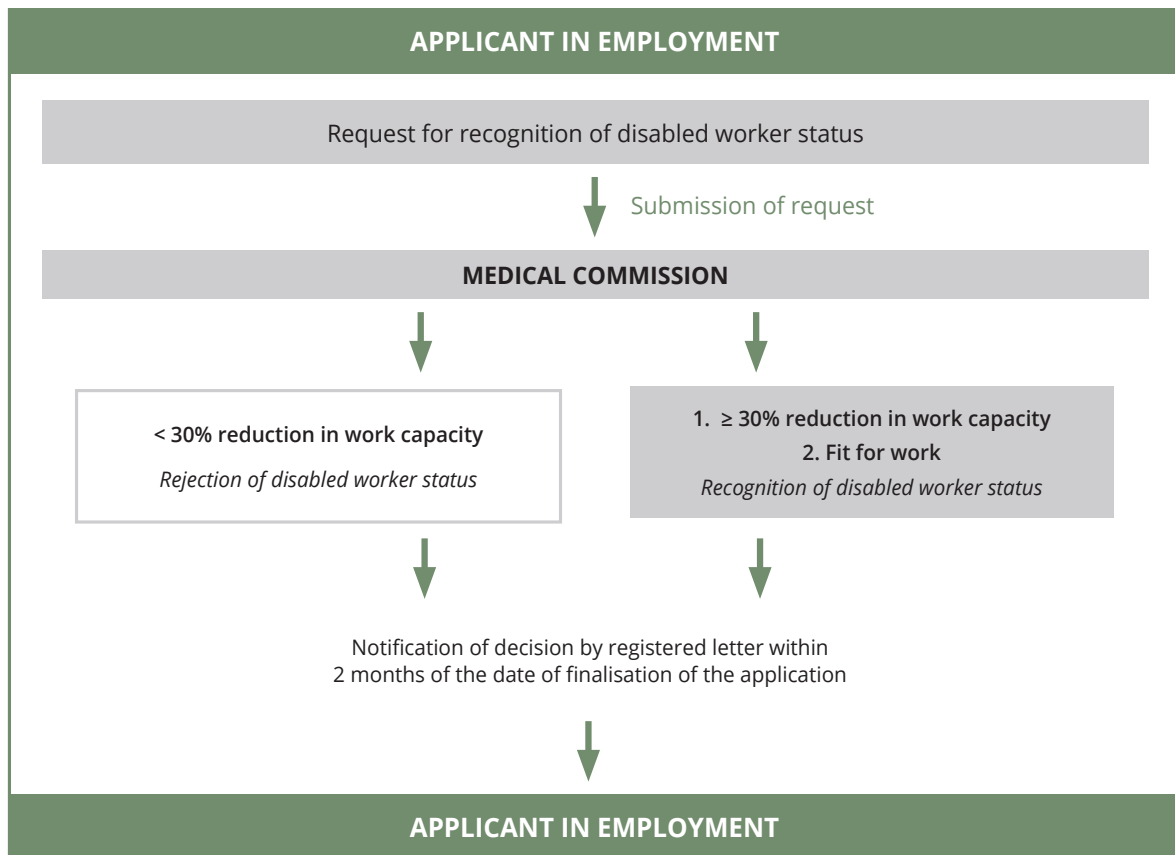 APPLICANT IN EMPLOYMENT
Request for recognition of disabled worker status
Submission of request
MEDICAL COMMISSION
< 30% reduction in work capacity
Rejection of disabled worker status
1. ≥ 30% reduction in work capacity
2. Fit for work
Recognition of disabled worker status
Notification of decision by registered letter within
2 months of the date of finalisation of the application
APPLICANT IN EMPLOYMENT